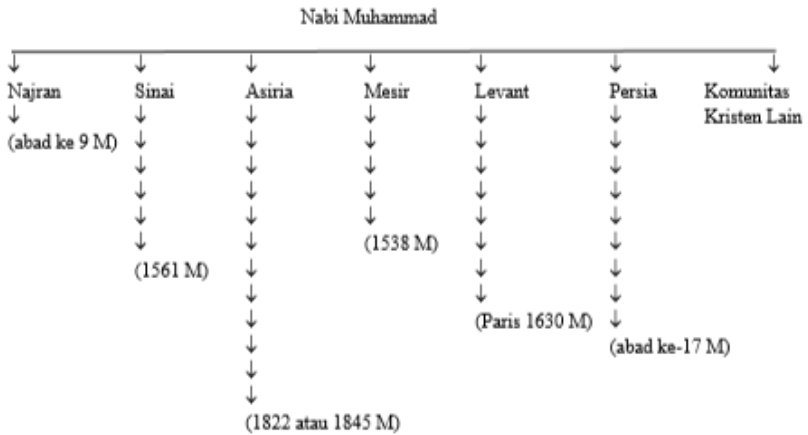 Nabi Muhammad
Najran Sinai Asiria Mesir Levant Persia Komunitas
Kristen Lain
(abad ke 9 M)
(1538 M)
(1561 M)
(Paris 1630 M)
(abad ke-17 M)
(1822 atau 1845 M)